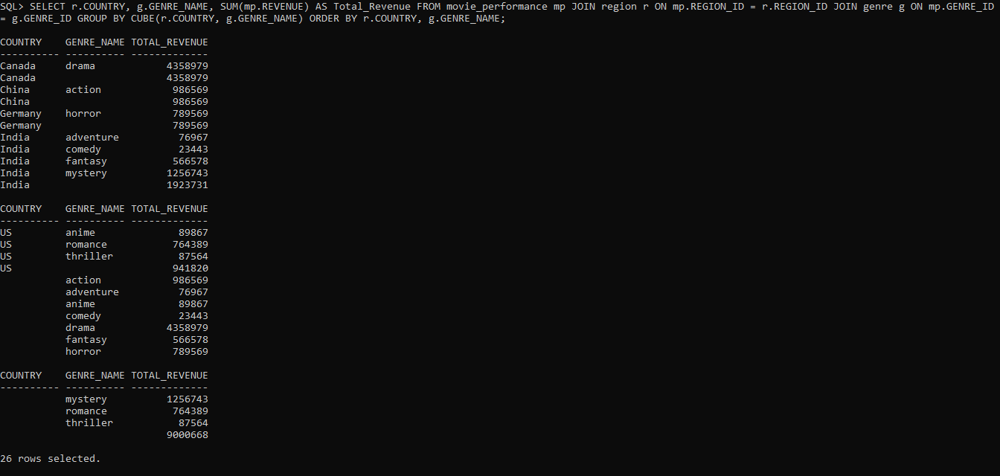 SQL> SELECT r.COUNTRY, g.GENRE_NAME, SUM(mp.REVENUE) AS Total_Revenue FROM movie_performance mp JOIN region r ON mp.REGION_ID = r.REGION_ID JOIN genre g ON mp.GENRE_ID
= g.GENRE_ID GROUP BY CUBE(r.COUNTRY, g.GENRE_NAME) ORDER BY r.COUNTRY, g.GENRE_NAME;

COUNTRY    GENRE_NAME TOTAL_REVENUE
---------- ---------- -------------
Canada     drama            4358979
Canada                      4358979
China      action            986569
China                        986569
Germany    horror            789569
Germany                      789569
India      adventure          76967
India      comedy             23443
India      fantasy           566578
India      mystery          1256743
India                       1923731

COUNTRY    GENRE_NAME TOTAL_REVENUE
---------- ---------- -------------
US         anime              89867
US         romance           764389
US         thriller           87564
US                           941820
           action            986569
           adventure          76967
           anime              89867
           comedy             23443
           drama            4358979
           fantasy           566578
           horror            789569

COUNTRY    GENRE_NAME TOTAL_REVENUE
---------- ---------- -------------
           mystery          1256743
           romance           764389
           thriller           87564
                            9000668

26 rows selected.